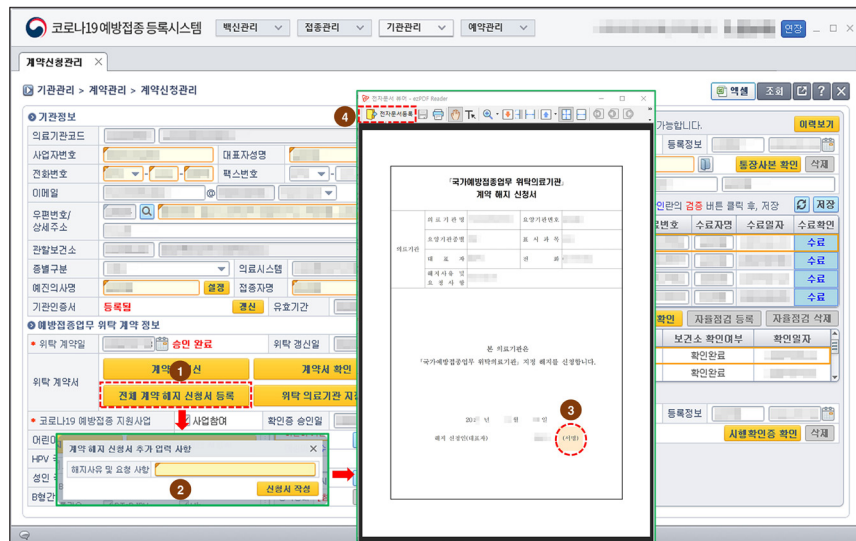 코로나19 예방접종 등록시스템
백신관리
접종관리
기관관리
예약관리
연장
계약신청관리
기관관리 > 계약관리 > 계약신청관리
엑셀
조회
기관정보
의료기관코드
사업자번호
대표자성명
전화번호
팩스번호
이메일
@
우편번호/
상세주소
관할보건소
종별구분
의료시스템
예진의사명
설정
접종자명
기관인증서
등록됨
갱신
유효기간
예방접종업무 위탁 계약 정보
위탁 계약일
승인 완료
위탁 갱신일
위탁 계약서
계약서 확인
전체 계약 해지 신청서 등록
위탁 의료기관 지
코로나19 예방접종 지원사업
사업참여
확인증 승인일
어린이
HPV
성인
B형간
1
계약 해지 신청서 추가 입력 사항
해지사유 및 요청 사항
2
신청서 작성
전자문서 뷰어 - ezPDF Reader
4
전자문서등록
「국가예방접종업무 위탁의료기관」
계약 해지 신청서
의료기관
의료기관명
요양기관번호
요양기관종별
표시과목
대표자
전화
해지사유 및
요청사항
본 의료기관은
「국가예방접종업무 위탁의료기관」 지정 해지를 신청합니다.
20 년 월 일
3
해지 신청인(대표자)
(서명)
가능합니다.
이력보기
등록정보
통장사본 확인
삭제
인란의 검증 버튼 클릭 후, 저장
저장
번호
수료자명
수료일자
수료확인
수료
수료
수료
수료
확인
자율점검 등록
자율점검 삭제
보건소 확인여부
확인일자
확인완료
확인완료
등록정보
시행확인증 확인
삭제